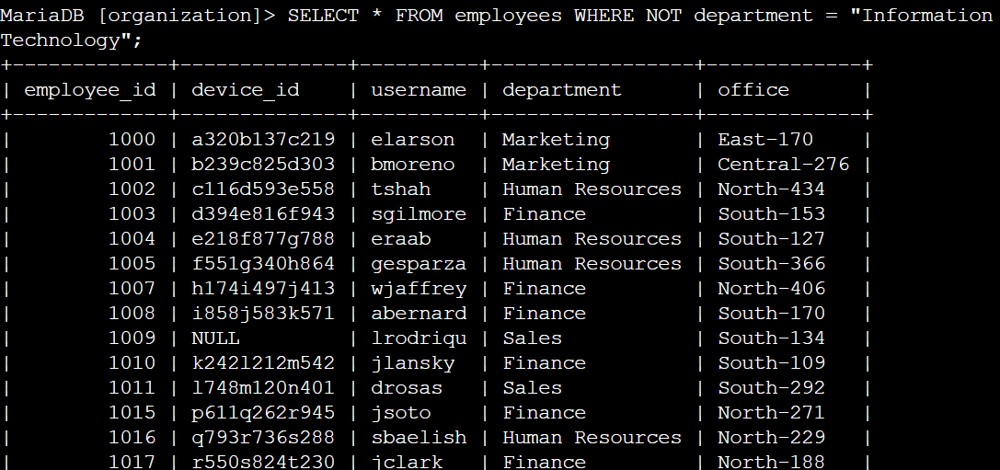 MariaDB [organization]> SELECT * FROM employees WHERE NOT department = "Information
Technology";
+-------------+--------------+----------+-----------------+-------------+
| employee_id | device_id    | username | department      | office      |
+-------------+--------------+----------+-----------------+-------------+
|        1000 | a320b137c219 | elarson  | Marketing       | East-170    |
|        1001 | b239c825d303 | bmoreno  | Marketing       | Central-276 |
|        1002 | c116d593e558 | tshah    | Human Resources | North-434   |
|        1003 | d394e816f943 | sgilmore | Finance         | South-153   |
|        1004 | e218f877g788 | eraab    | Human Resources | South-127   |
|        1005 | f551g340h864 | gesparza | Human Resources | South-366   |
|        1007 | h174i497j413 | wjaffrey | Finance         | North-406   |
|        1008 | i858j583k571 | abernard | Finance         | South-170   |
|        1009 | NULL         | lrodriqu | Sales           | South-134   |
|        1010 | k242l212m542 | jlansky  | Finance         | South-109   |
|        1011 | l748m120n401 | drosas   | Sales           | South-292   |
|        1015 | p611q262r945 | jsoto    | Finance         | North-271   |
|        1016 | q793r736s288 | sbaelish | Human Resources | North-229   |
|        1017 | r550s824t230 | jclark   | Finance         | North-188   |